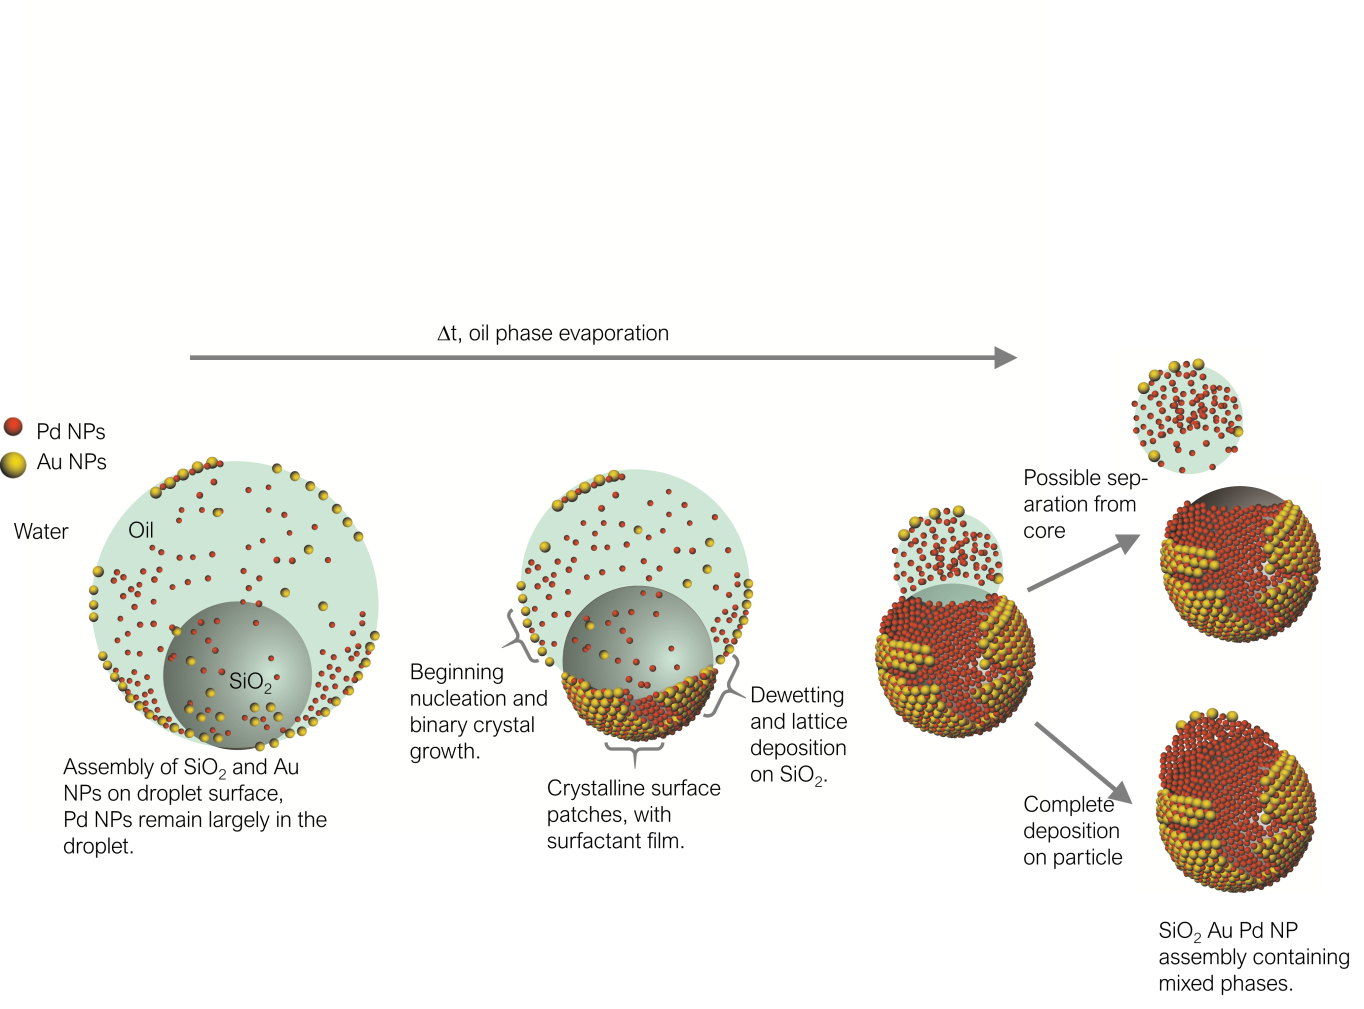 Δt, oil phase evaporation
Pd NPs
Au NPs
Water
Oil
SiO₂
Assembly of SiO₂ and Au
NPs on droplet surface,
Pd NPs remain largely in the
droplet.
Beginning
nucleation and
binary crystal
growth.
Crystalline surface
patches, with
surfactant film.
Dewetting
and lattice
deposition
on SiO₂.
Possible sep-
aration from
core
Complete
deposition
on particle
SiO₂ Au Pd NP
assembly containing
mixed phases.